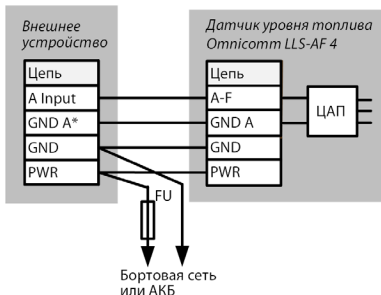 Внешнее
устройство
Цепь
A Input
GND A*
GND
PWR
Датчик уровня топлива
Omnicomm LLS-AF 4
Цепь
A-F
GND A
GND
PWR
ЦАП
FU
Бортовая сеть
или АКБ